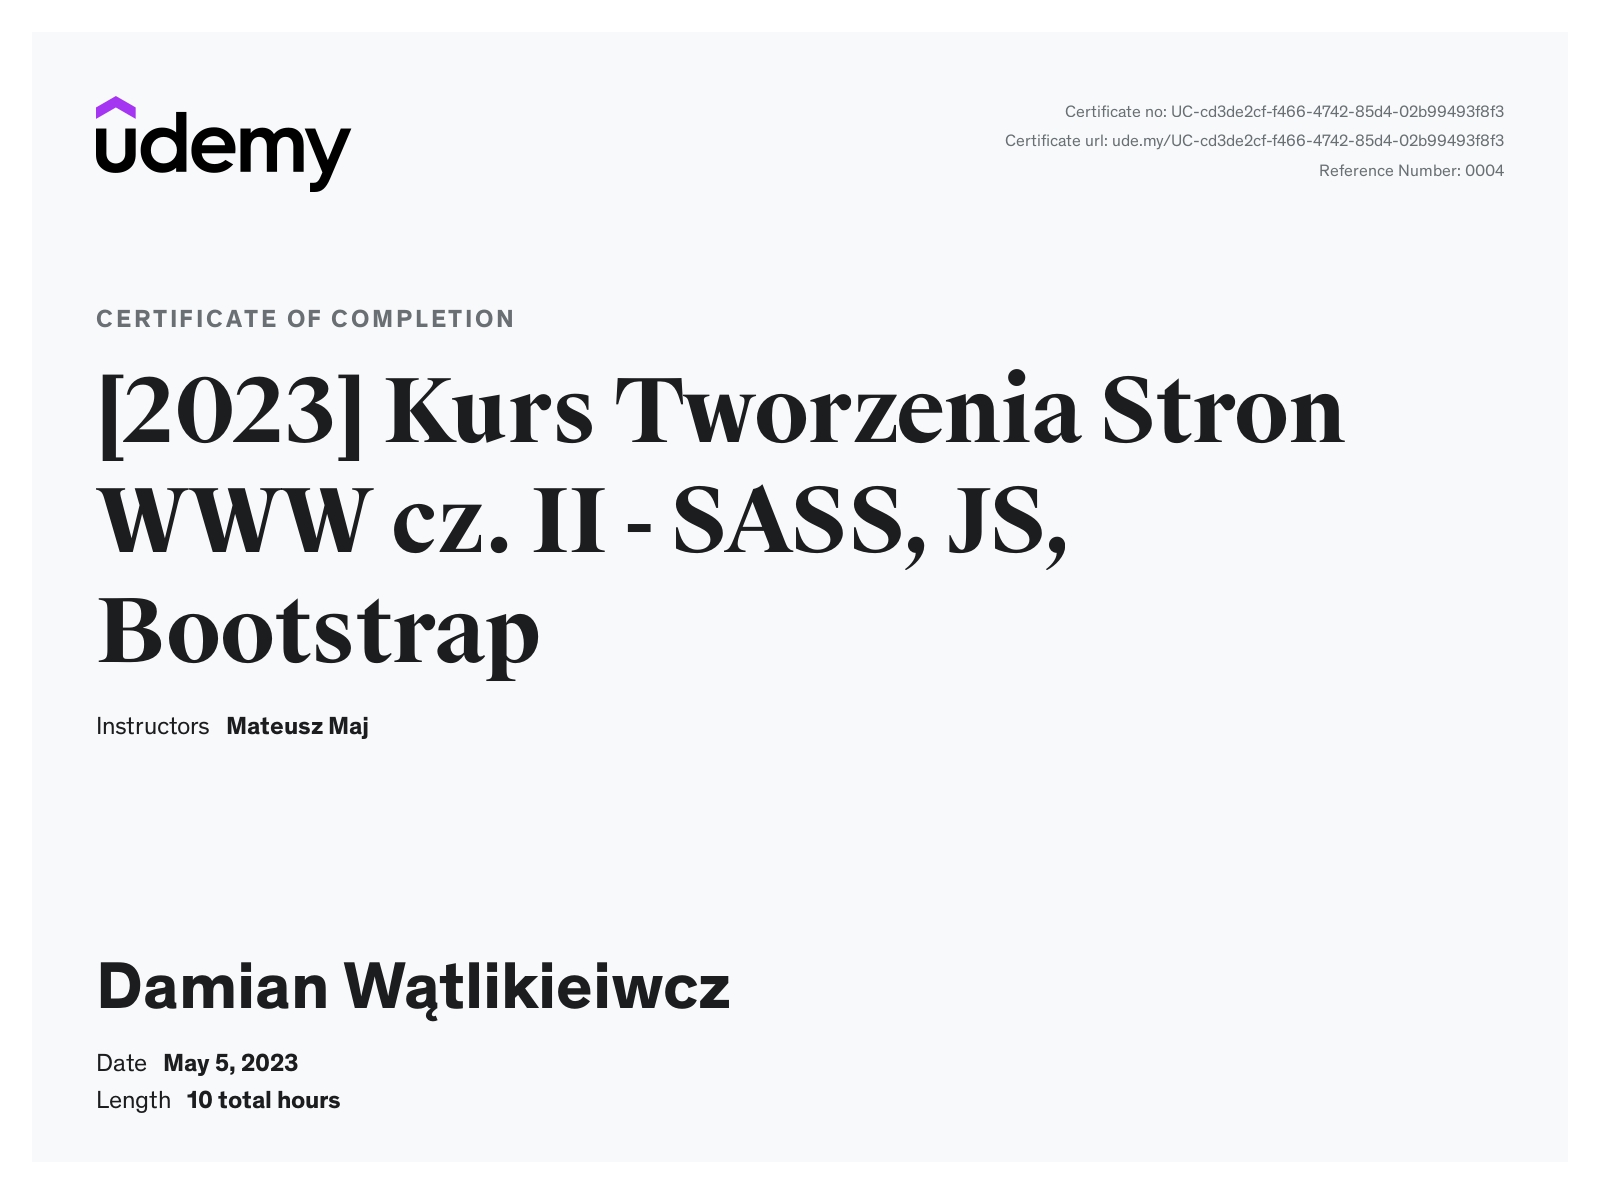 udemy
Certificate no: UC-cd3de2cf-f466-4742-85d4-02b99493f8f3
Certificate url: ude.my/UC-cd3de2cf-f466-4742-85d4-02b99493f8f3
Reference Number: 0004
CERTIFICATE OF COMPLETION
[2023] Kurs Tworzenia Stron
WWW cz. II - SASS, JS,
Bootstrap
Instructors Mateusz Maj
Damian Wątlikieiwcz
Date May 5, 2023
Length 10 total hours